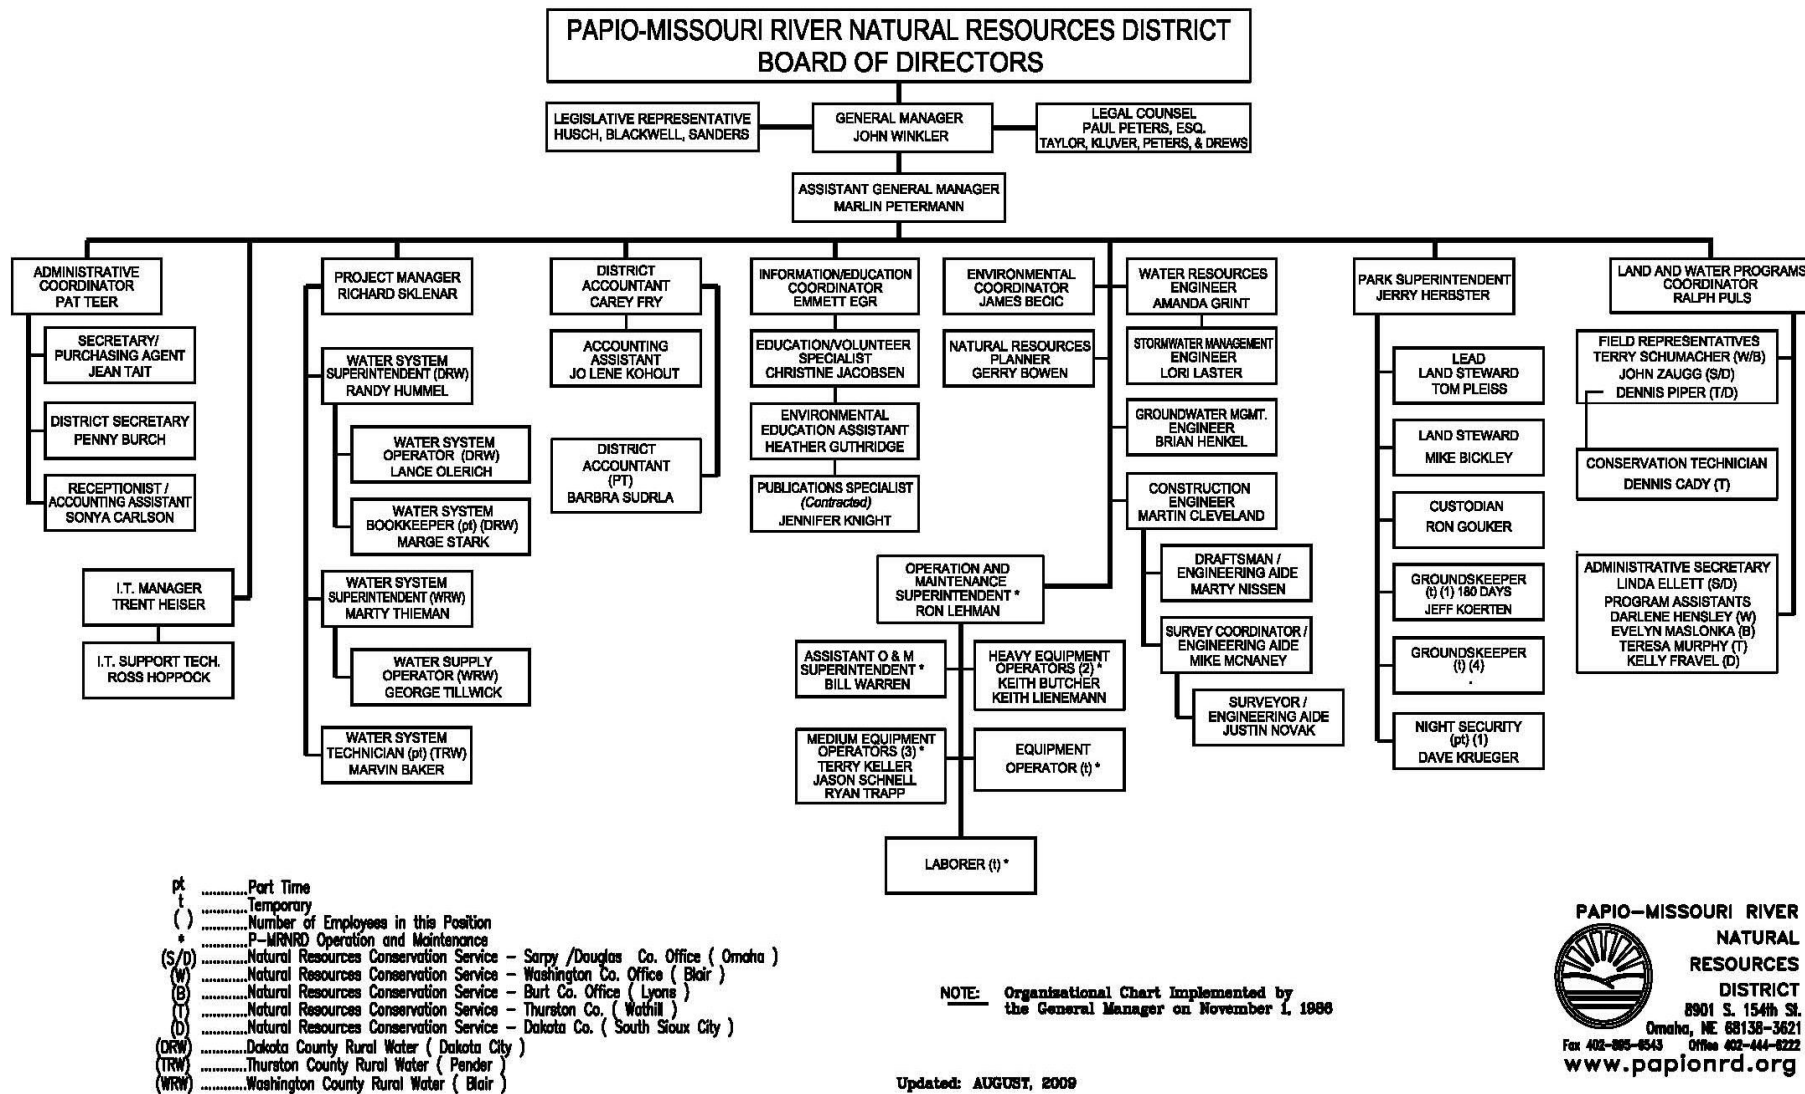 PAPIO-MISSOURI RIVER NATURAL RESOURCES DISTRICT
BOARD OF DIRECTORS
LEGISLATIVE REPRESENTATIVE
HUSCH, BLACKWELL, SANDERS
GENERAL MANAGER
JOHN WINKLER
LEGAL COUNSEL
PAUL PETERS, ESQ.
TAYLOR, KLUVER, PETERS, & DREWS
ASSISTANT GENERAL MANAGER
MARLIN PETERMANN
ADMINISTRATIVE
COORDINATOR
PAT TEER
SECRETARY/
PURCHASING AGENT
JEAN TAIT
DISTRICT SECRETARY
PENNY BURCH
RECEPTIONIST /
ACCOUNTING ASSISTANT
SONYA CARLSON
I.T. MANAGER
TRENT HEISER
I.T. SUPPORT TECH.
ROSS HOPPOCK
PROJECT MANAGER
RICHARD SKLENAR
WATER SYSTEM
SUPERINTENDENT (DRW)
RANDY HUMMEL
WATER SYSTEM
OPERATOR (DRW)
LANCE OLERICH
WATER SYSTEM
BOOKKEEPER (pt) (DRW)
MARGE STARK
WATER SYSTEM
SUPERINTENDENT (WRW)
MARTY THIEMAN
WATER SUPPLY
OPERATOR (WRW)
GEORGE TILLWICK
WATER SYSTEM
TECHNICIAN (pt) (TRW)
MARVIN BAKER
DISTRICT
ACCOUNTANT
CAREY FRY
ACCOUNTING
ASSISTANT
JO LENE KOHOUT
DISTRICT
ACCOUNTANT
(PT)
BARBRA SUDRLA
INFORMATION/EDUCATION
COORDINATOR
EMMETT EGR
EDUCATION/VOLUNTEER
SPECIALIST
CHRISTINE JACOBSEN
ENVIRONMENTAL
EDUCATION ASSISTANT
HEATHER GUTHRIDGE
PUBLICATIONS SPECIALIST
(Contracted)
JENNIFER KNIGHT
ENVIRONMENTAL
COORDINATOR
JAMES BECIC
NATURAL RESOURCES
PLANNER
GERRY BOWEN
WATER RESOURCES
ENGINEER
AMANDA GRINT
STORMWATER MANAGEMENT
ENGINEER
LORI LASTER
GROUNDWATER MGMT.
ENGINEER
BRIAN HENKEL
CONSTRUCTION
ENGINEER
MARTIN CLEVELAND
DRAFTSMAN /
ENGINEERING AIDE
MARTY NISSEN
SURVEY COORDINATOR /
ENGINEERING AIDE
MIKE MCNANEY
SURVEYOR /
ENGINEERING AIDE
JUSTIN NOVAK
OPERATION AND
MAINTENANCE
SUPERINTENDENT *
RON LEHMAN
ASSISTANT O & M
SUPERINTENDENT *
BILL WARREN
HEAVY EQUIPMENT
OPERATORS (2) *
KEITH BUTCHER
KEITH LIENEMANN
MEDIUM EQUIPMENT
OPERATORS (3) *
TERRY KELLER
JASON SCHNELL
RYAN TRAPP
EQUIPMENT
OPERATOR (t) *
LABORER (t) *
PARK SUPERINTENDENT
JERRY HERBSTER
LEAD
LAND STEWARD
TOM PLEISS
LAND STEWARD
MIKE BICKLEY
CUSTODIAN
RON GOUKER
GROUNDSKEEPER
(t) (1) 180 DAYS
JEFF KOERTEN
GROUNDSKEEPER
(t) (4)
.
NIGHT SECURITY
(pt) (1)
DAVE KRUEGER
LAND AND WATER PROGRAMS
COORDINATOR
RALPH PULS
FIELD REPRESENTATIVES
TERRY SCHUMACHER (W/B)
JOHN ZAUGG (S/D)
DENNIS PIPER (T/D)
CONSERVATION TECHNICIAN
DENNIS CADY (T)
ADMINISTRATIVE SECRETARY
LINDA ELLETT (S/D)
PROGRAM ASSISTANTS
DARLENE HENSLEY (W)
EVELYN MASLONKA (B)
TERESA MURPHY (T)
KELLY FRAVEL (D)
pt ............Part Time
t ............Temporary
( ) ............Number of Employees in this Position
* ............P-MRNRD Operation and Maintenance
(S/D) ............Natural Resources Conservation Service - Sarpy /Douglas Co. Office ( Omaha )
(W) ............Natural Resources Conservation Service - Washington Co. Office ( Blair )
(B) ............Natural Resources Conservation Service - Burt Co. Office ( Lyons )
(T) ............Natural Resources Conservation Service - Thurston Co. ( Wathill )
(D) ............Natural Resources Conservation Service - Dakota Co. ( South Sioux City )
(DRW) ............Dakota County Rural Water ( Dakota City )
(TRW) ............Thurston County Rural Water ( Pender )
(WRW) ............Washington County Rural Water ( Blair )
NOTE: Organizational Chart Implemented by
the General Manager on November 1, 1986
Updated: AUGUST, 2009
PAPIO-MISSOURI RIVER
NATURAL
RESOURCES
DISTRICT
8901 S. 154th St.
Omaha, NE 68138-3621
Fax 402-895-6543 Office 402-444-6222
www.papionrd.org